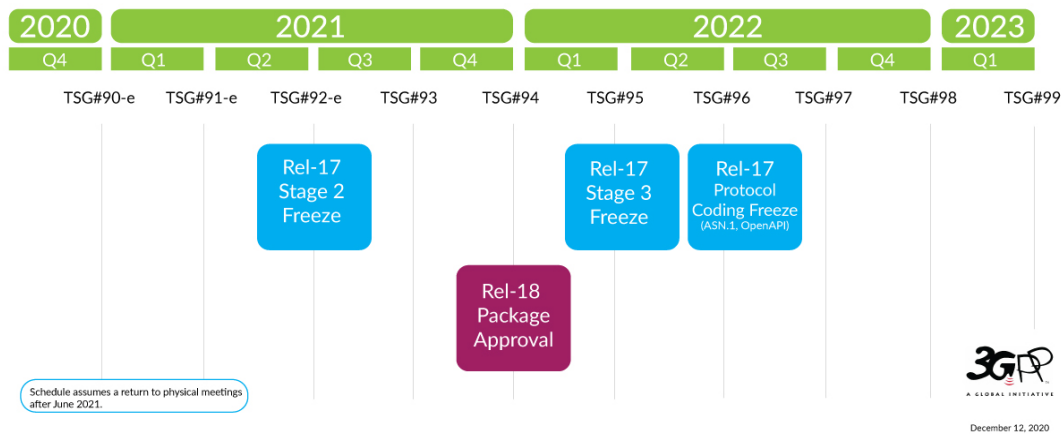 2020 2021 2022 2023
Q4 Q1 Q2 Q3 Q4 Q1 Q2 Q3 Q4 Q1
TSG#90-e TSG#91-e TSG#92-e TSG#93 TSG#94 TSG#95 TSG#96 TSG#97 TSG#98 TSG#99
Rel-17
Stage 2
Freeze
Rel-17
Stage 3
Freeze
Rel-17
Protocol
Coding Freeze
(ASN.1, OpenAPI)
Rel-18
Package
Approval
Schedule assumes a return to physical meetings
after June 2021.
3GPP
TM
A GLOBAL INITIATIVE
December 12, 2020